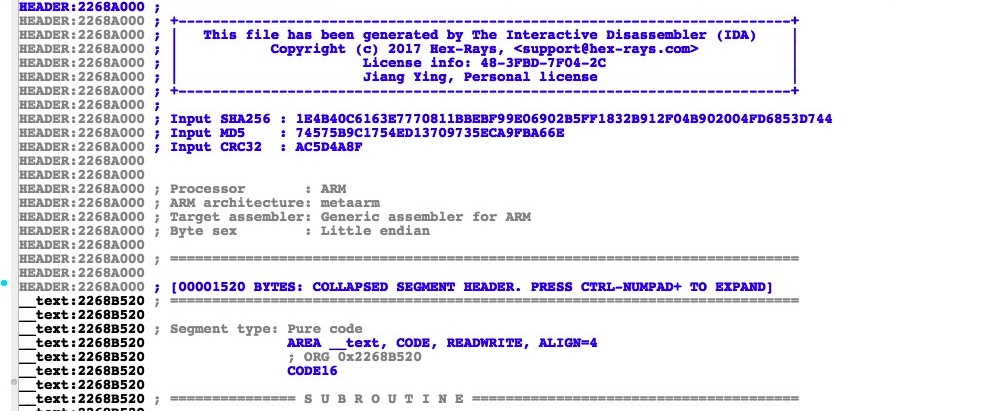 HEADER:2268A000 ;
HEADER:2268A000 ; +-------------------------------------------------------------------------+
HEADER:2268A000 ; | This file has been generated by The Interactive Disassembler (IDA) |
HEADER:2268A000 ; | Copyright (c) 2017 Hex-Rays, <support@hex-rays.com> |
HEADER:2268A000 ; | License info: 48-3FBD-7F04-2C |
HEADER:2268A000 ; | Jiang Ying, Personal license |
HEADER:2268A000 ; +-------------------------------------------------------------------------+
HEADER:2268A000 ;
HEADER:2268A000 ; Input SHA256 : 1E4B40C6163E7770811BBEBF99E06902B5FF1832B912F04B902004FD6853D744
HEADER:2268A000 ; Input MD5 : 74575B9C1754ED13709735ECA9FBA66E
HEADER:2268A000 ; Input CRC32 : AC5D4A8F
HEADER:2268A000
HEADER:2268A000
HEADER:2268A000 ; Processor : ARM
HEADER:2268A000 ; ARM architecture: metaarm
HEADER:2268A000 ; Target assembler: Generic assembler for ARM
HEADER:2268A000 ; Byte sex : Little endian
HEADER:2268A000
HEADER:2268A000 ; ===========================================================================
HEADER:2268A000
HEADER:2268A000 ; [00001520 BYTES: COLLAPSED SEGMENT HEADER. PRESS CTRL-NUMPAD+ TO EXPAND]
__text:2268B520 ; ===========================================================================
__text:2268B520
__text:2268B520 ; Segment type: Pure code
__text:2268B520 AREA __text, CODE, READWRITE, ALIGN=4
__text:2268B520 ; ORG 0x2268B520
__text:2268B520 CODE16
__text:2268B520
__text:2268B520 ; =============== S U B R O U T I N E =======================================